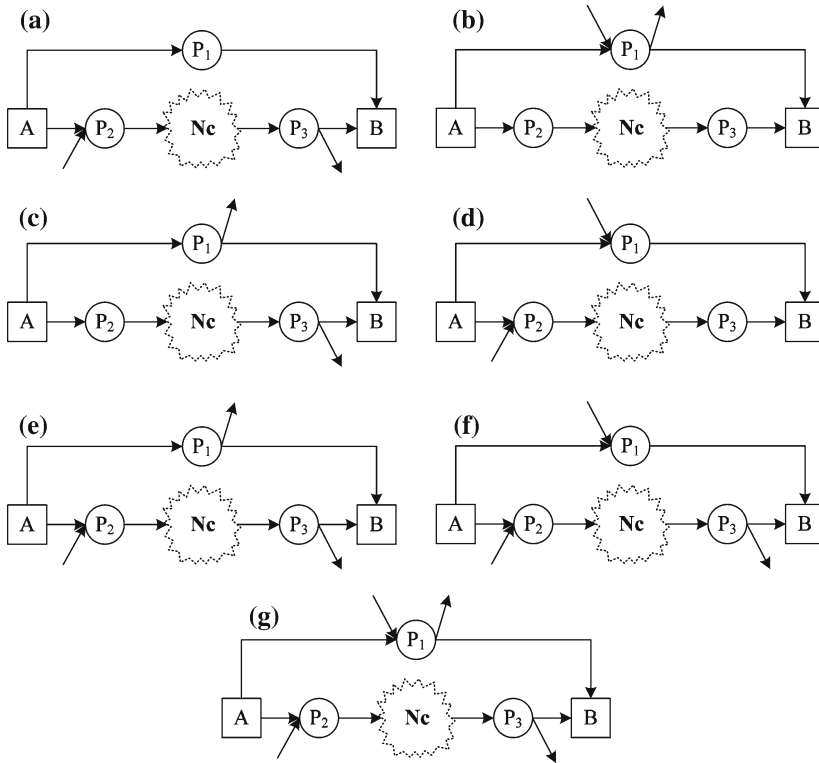 (a)
P1
A P2 Nc P3 B
(b)
P1
A P2 Nc P3 B
(c)
P1
A P2 Nc P3 B
(d)
P1
A P2 Nc P3 B
(e)
P1
A P2 Nc P3 B
(f)
P1
A P2 Nc P3 B
(g)
P1
A P2 Nc P3 B